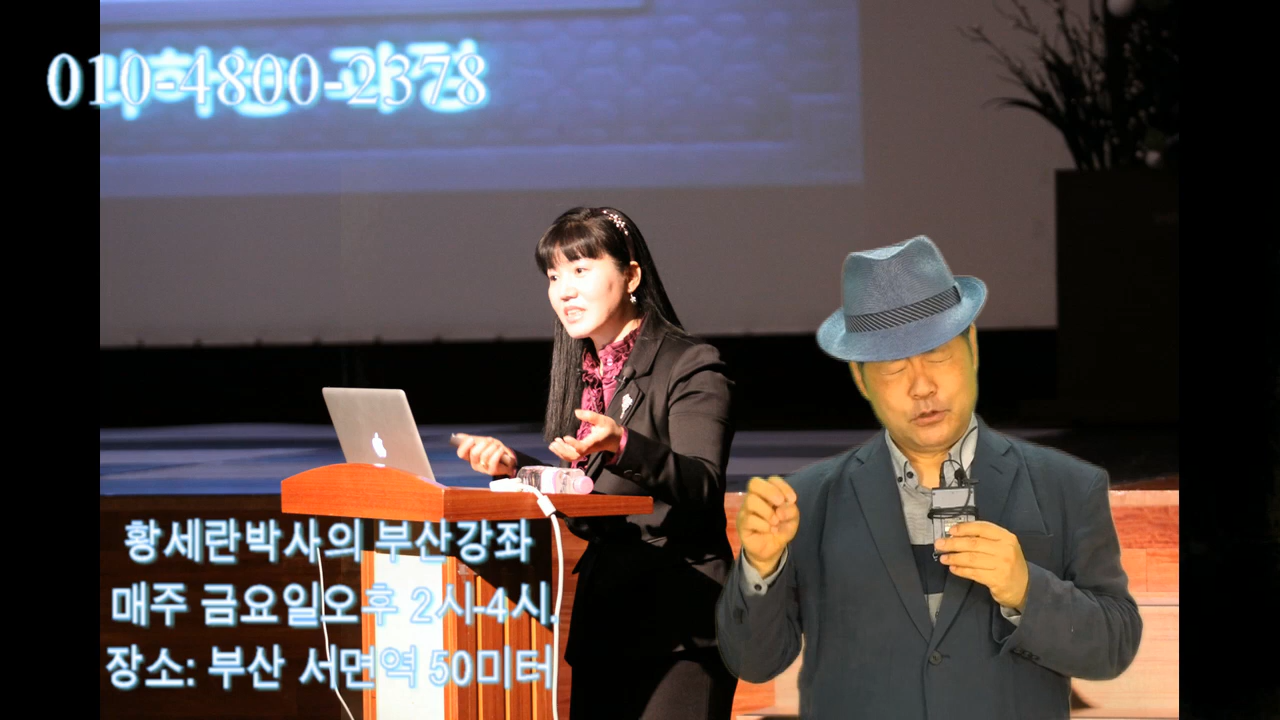 010-4800-2378
황세란박사의 부산강좌
매주 금요일오후 2시-4시.
장소: 부산 서면역 50미터